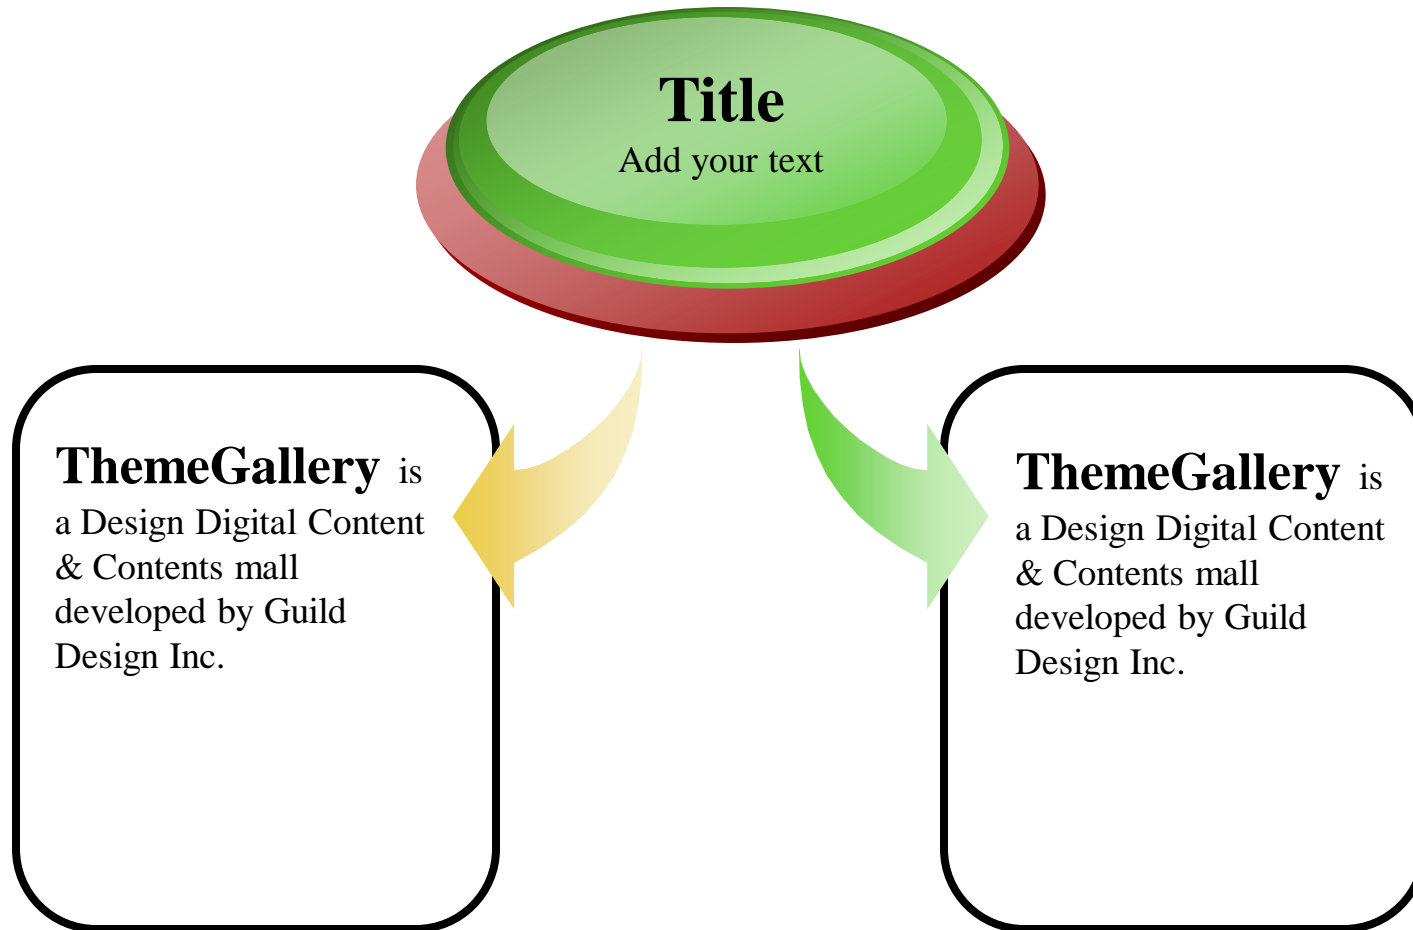 Title
Add your text
ThemeGallery is
a Design Digital Content
& Contents mall
developed by Guild
Design Inc.
ThemeGallery is
a Design Digital Content
& Contents mall
developed by Guild
Design Inc.